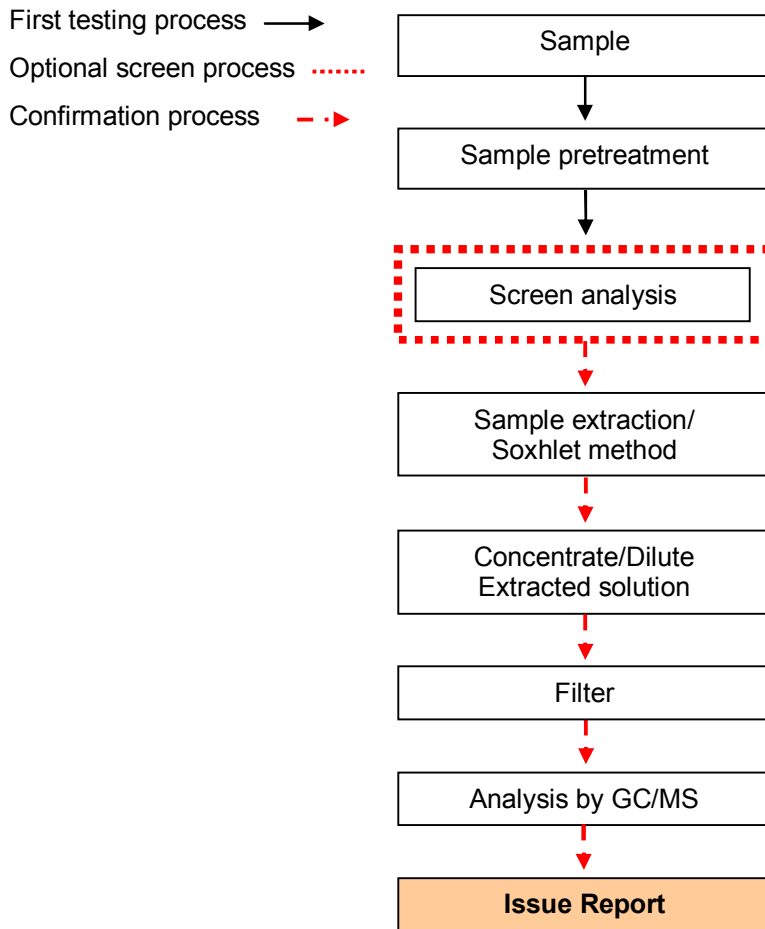 First testing process
Optional screen process
Confirmation process
Sample
Sample pretreatment
Screen analysis
Sample extraction/
Soxhlet method
Concentrate/Dilute
Extracted solution
Filter
Analysis by GC/MS
Issue Report